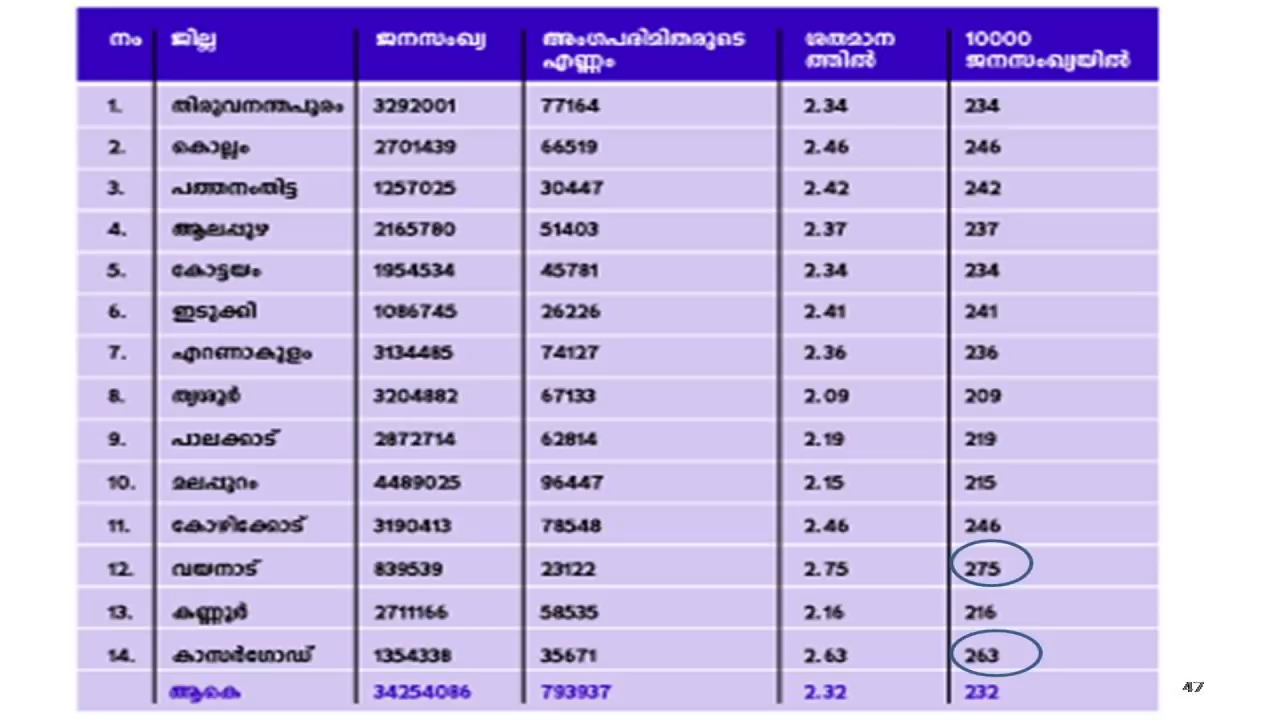 നം ജില്ല ജനസംഖ്യ അംഗപരിമിതരുടെ എണ്ണം ശതമാനത്തിൽ 10000 ജനസംഖ്യയിൽ
1. തിരുവനന്തപുരം 3292001 77164 2.34 234
2. കൊല്ലം 2701439 66519 2.46 246
3. പത്തനംതിട്ട 1257025 30447 2.42 242
4. ആലപ്പുഴ 2165780 51403 2.37 237
5. കോട്ടയം 1954534 45781 2.34 234
6. ഇടുക്കി 1086745 26226 2.41 241
7. എറണാകുളം 3134485 74127 2.36 236
8. തൃശൂർ 3204882 67133 2.09 209
9. പാലക്കാട് 2872714 62814 2.19 219
10. മലപ്പുറം 4489025 96447 2.15 215
11. കോഴിക്കോട് 3190413 78548 2.46 246
12. വയനാട് 839539 23122 2.75 275
13. കണ്ണൂർ 2711166 58535 2.16 216
14. കാസർഗോഡ് 1354338 35671 2.63 263
ആകെ 34254086 793937 2.32 232
47